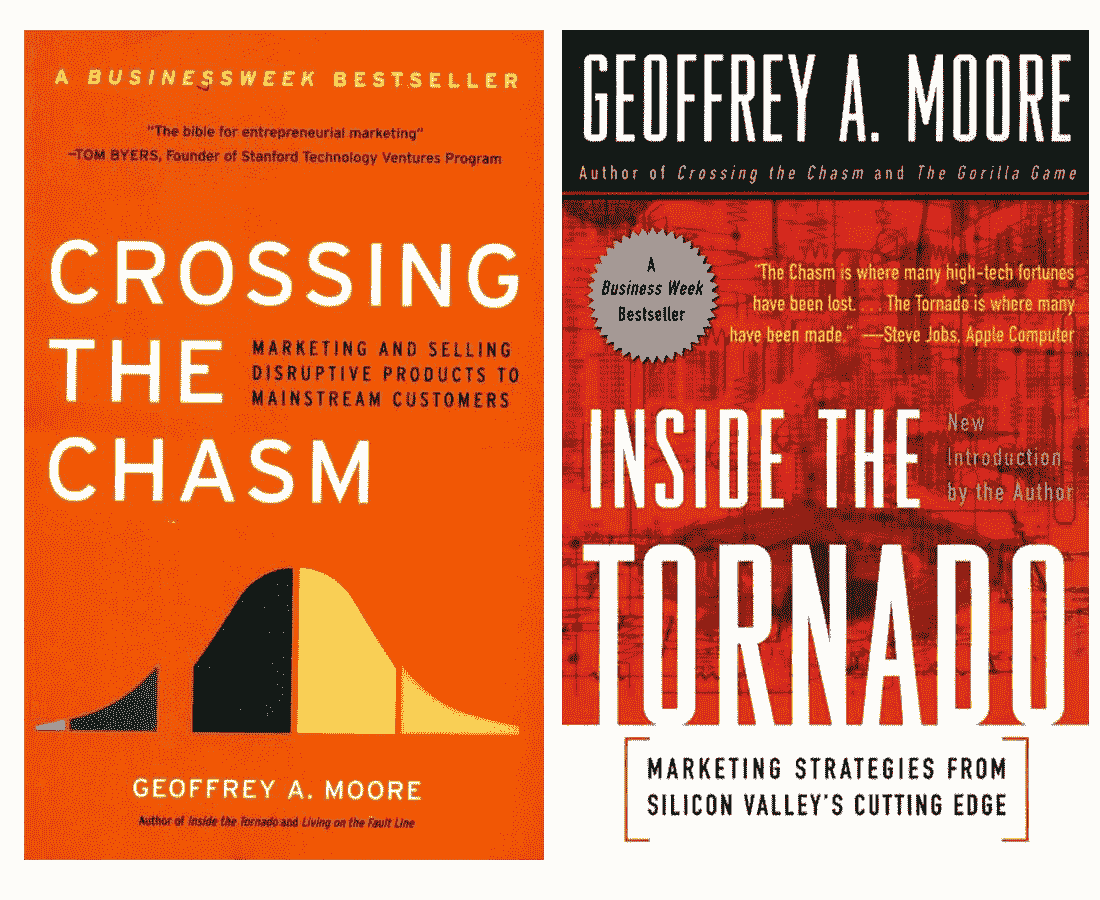 A BUSINESSWEEK BESTSELLER
"The bible for entrepreneurial marketing"
—TOM BYERS, Founder of Stanford Technology Ventures Program
CROSSING
THE
MARKETING AND SELLING
DISRUPTIVE PRODUCTS TO
MAINSTREAM CUSTOMERS
CHASM
GEOFFREY A. MOORE
Author of Inside the Tornado and Living on the Fault Line
GEOFFREY A. MOORE
Author of Crossing the Chasm and The Gorilla Game
A
Business Week
Bestseller
"The Chasm is where many high-tech fortunes
have been lost. . . . The Tornado is where many
have been made." —Steve Jobs, Apple Computer
INSIDE THE
New
Introduction
by the Author
TORNADO
MARKETING STRATEGIES FROM
SILICON VALLEY'S CUTTING EDGE